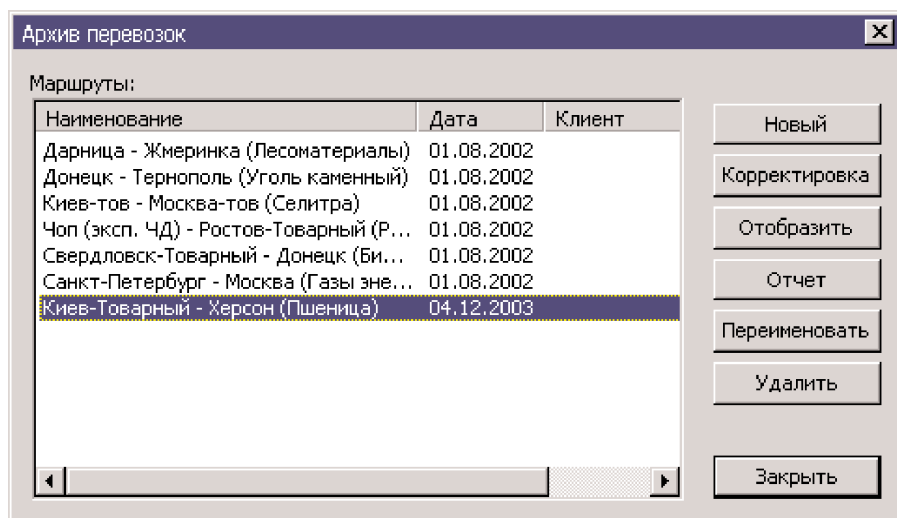 Архив перевозок
Маршруты:
Наименование Дата Клиент
Дарница - Жмеринка (Лесоматериалы) 01.08.2002
Донецк - Тернополь (Уголь каменный) 01.08.2002
Киев-тов - Москва-тов (Селитра) 01.08.2002
Чоп (эксп. ЧД) - Ростов-Товарный (Р... 01.08.2002
Свердловск-Товарный - Донецк (Би... 01.08.2002
Санкт-Петербург - Москва (Газы эне... 01.08.2002
Киев-Товарный - Херсон (Пшеница) 04.12.2003
Новый
Корректировка
Отобразить
Отчет
Переименовать
Удалить
Закрыть